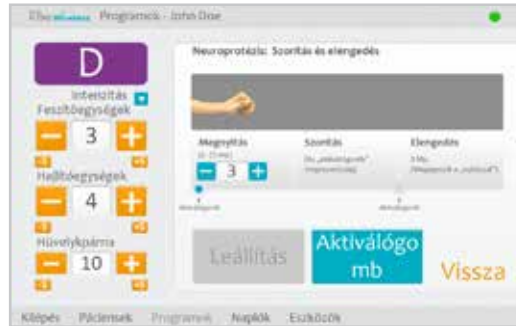 Programok - John Doe
D
Intenzitás
Feszítőegységek
3
Hajlítóegységek
4
Hüvelykpárna
10
Neuroprotézis: Szorítás és elengedés
Megnyitás
3
Szorítás
Elengedés
Leállítás
Aktiválógo
mb
Vissza
Kilépés Páciensek Programok Naplók Eszközök